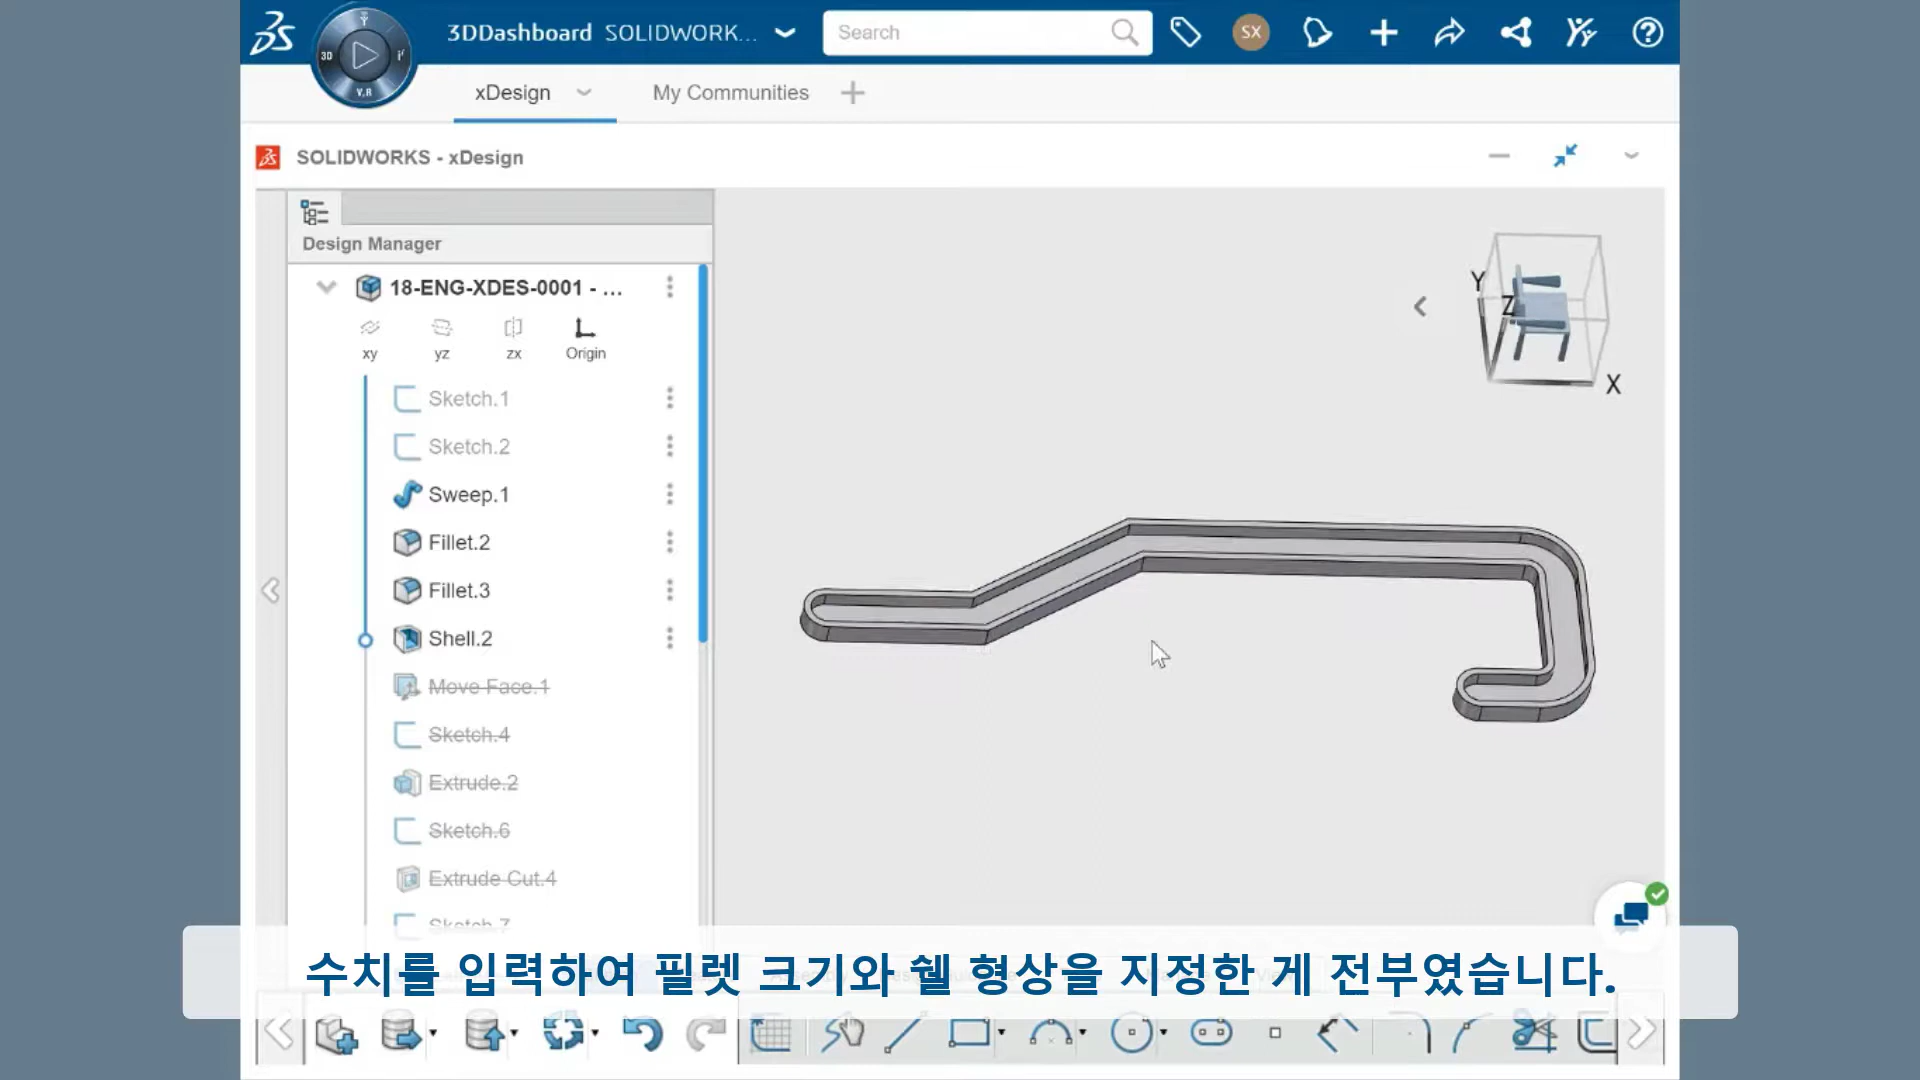 3DDashboard SOLIDWORK...
Search
SX
3D
V.R
xDesign
My Communities
SOLIDWORKS - xDesign
Design Manager
18-ENG-XDES-0001 - ...
xy
yz
zx
Origin
Sketch.1
Sketch.2
Sweep.1
Fillet.2
Fillet.3
Shell.2
Move Face.1
Sketch.4
Extrude.2
Sketch.6
Extrude Cut.4
Sketch.7
Y
Z
X
수치를 입력하여 필렛 크기와 쉘 형상을 지정한 게 전부였습니다.